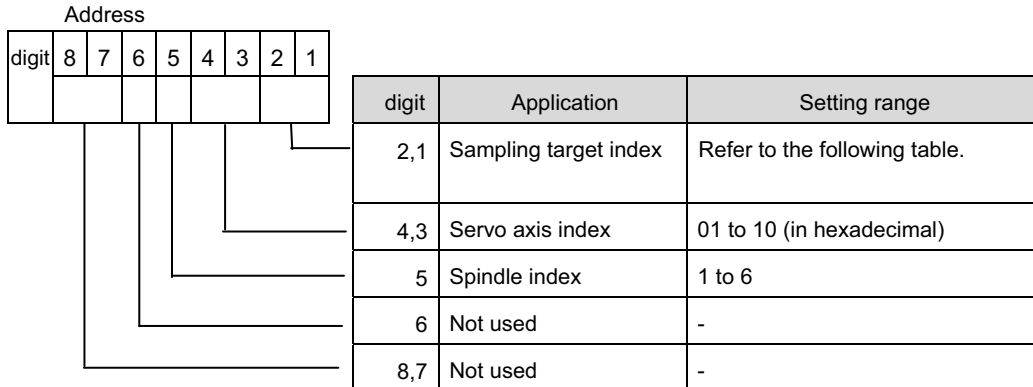 Address
digit 8 7 6 5 4 3 2 1
digit Application Setting range
2,1 Sampling target index Refer to the following table.
4,3 Servo axis index 01 to 10 (in hexadecimal)
5 Spindle index 1 to 6
6 Not used -
8,7 Not used -